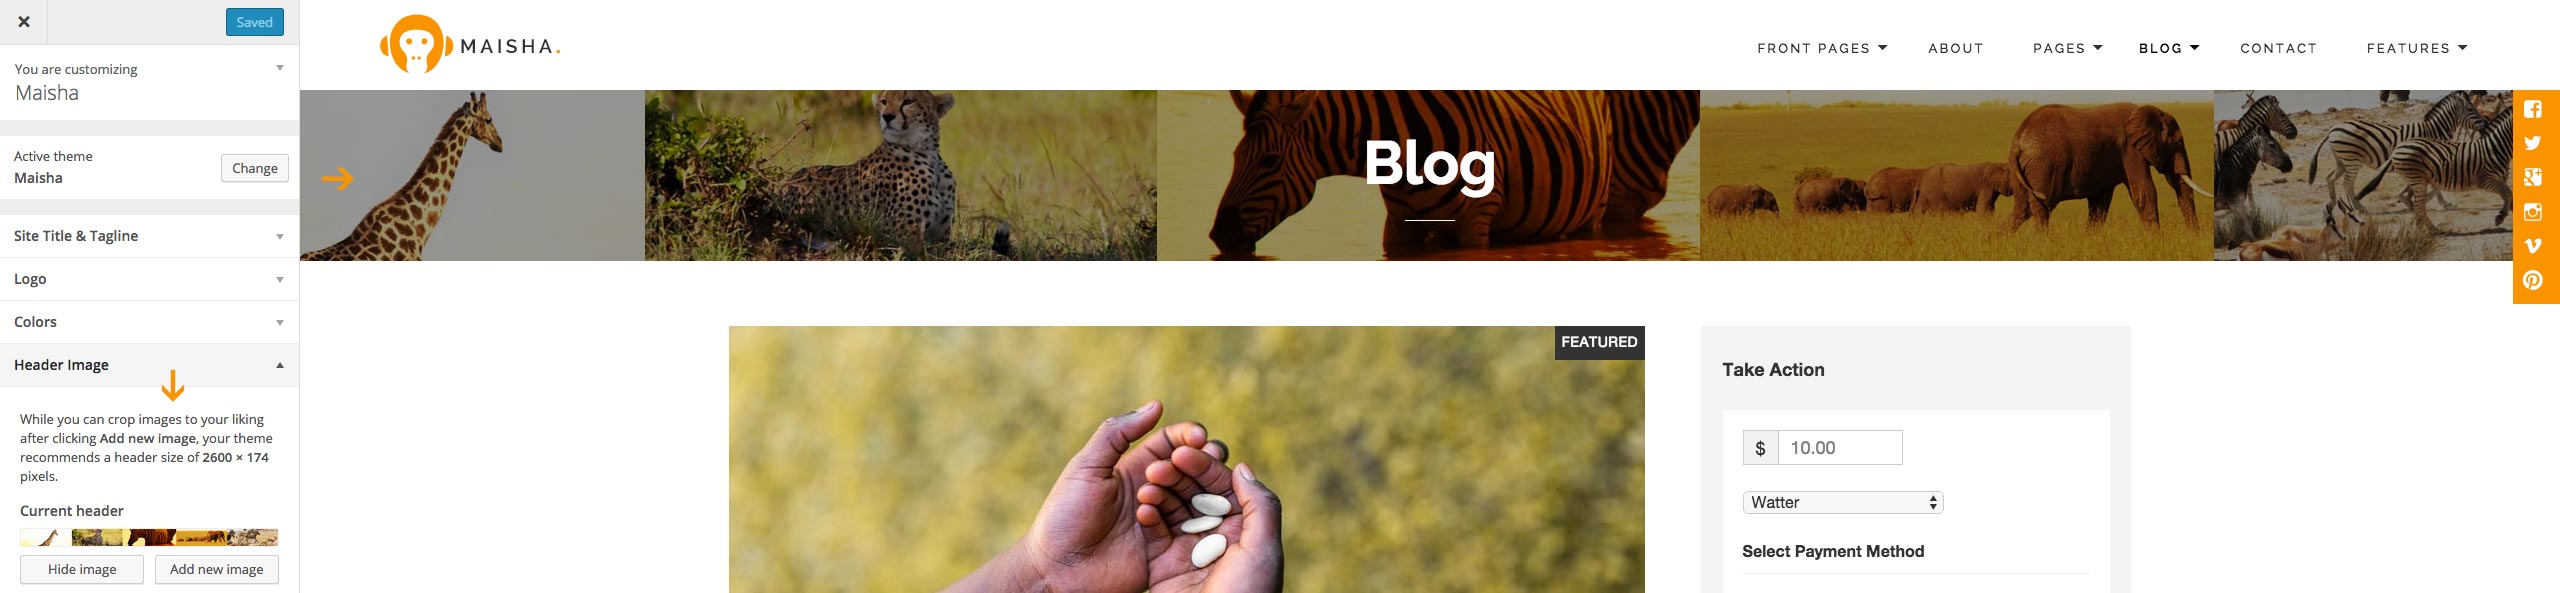 Saved
You are customizing
Maisha
Active theme
Maisha
Change
Site Title & Tagline
Logo
Colors
Header Image
While you can crop images to your liking
after clicking Add new image, your theme
recommends a header size of 2600 × 174
pixels.
Current header
Hide image
Add new image
MAISHA.
FRONT PAGES
ABOUT
PAGES
BLOG
CONTACT
FEATURES
Blog
FEATURED
Take Action
$ 10.00
Watter
Select Payment Method